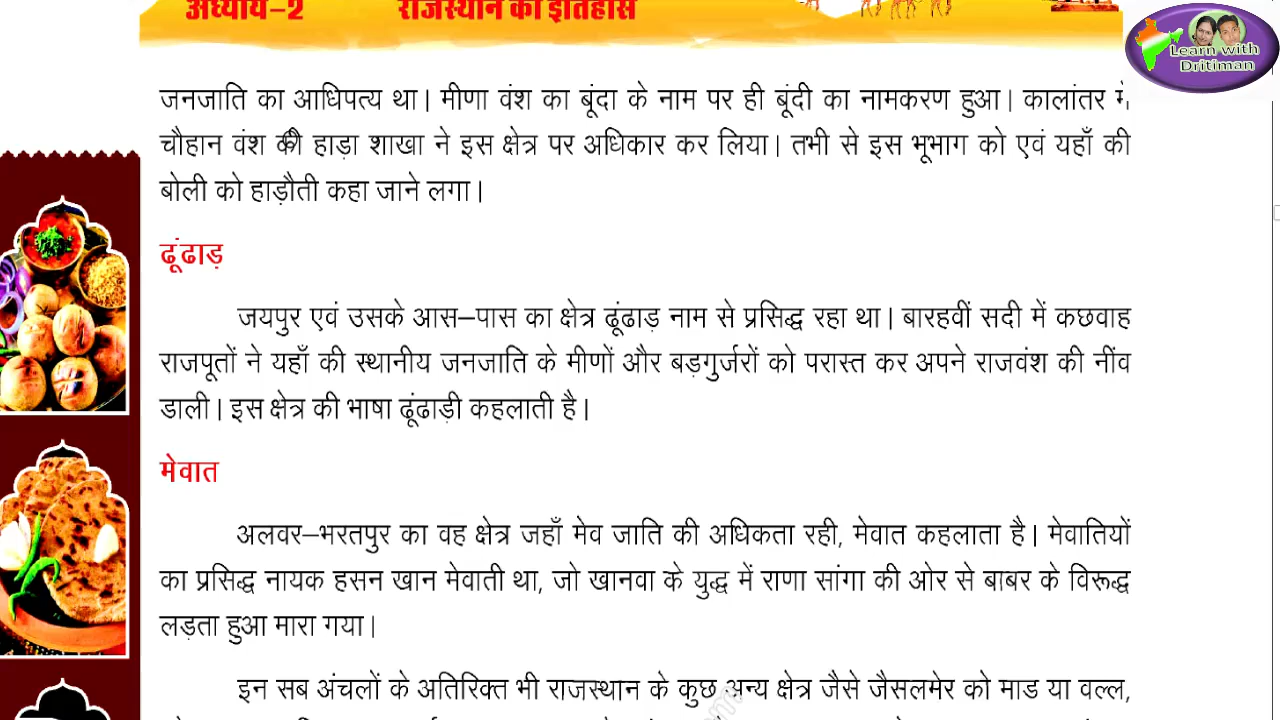 अध्याय–2 राजस्थान का इतिहास
Learn with
Dritiman
जनजाति का आधिपत्य था। मीणा वंश का बूंदा के नाम पर ही बूंदी का नामकरण हुआ। कालांतर में
चौहान वंश की हाड़ा शाखा ने इस क्षेत्र पर अधिकार कर लिया। तभी से इस भूभाग को एवं यहाँ की
बोली को हाड़ौती कहा जाने लगा।
ढूंढाड़
जयपुर एवं उसके आस–पास का क्षेत्र ढूंढाड़ नाम से प्रसिद्ध रहा था। बारहवीं सदी में कछवाह
राजपूतों ने यहाँ की स्थानीय जनजाति के मीणों और बड़गुर्जरों को परास्त कर अपने राजवंश की नींव
डाली। इस क्षेत्र की भाषा ढूंढाड़ी कहलाती है।
मेवात
अलवर–भरतपुर का वह क्षेत्र जहाँ मेव जाति की अधिकता रही, मेवात कहलाता है। मेवातियों
का प्रसिद्ध नायक हसन खान मेवाती था, जो खानवा के युद्ध में राणा सांगा की ओर से बाबर के विरूद्ध
लड़ता हुआ मारा गया।
इन सब अंचलों के अतिरिक्त भी राजस्थान के कुछ अन्य क्षेत्र जैसे जैसलमेर को माड या वल्ल,